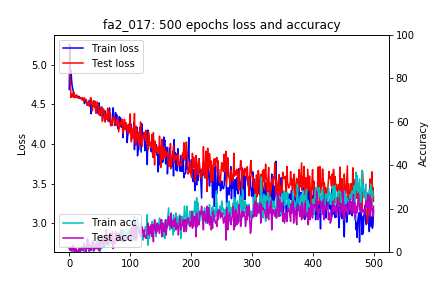 fa2_017: 500 epochs loss and accuracy
Train loss
Test loss
Train acc
Test acc
Loss
5.0
4.5
4.0
3.5
3.0
Accuracy
100
80
60
40
20
0
0
100
200
300
400
500